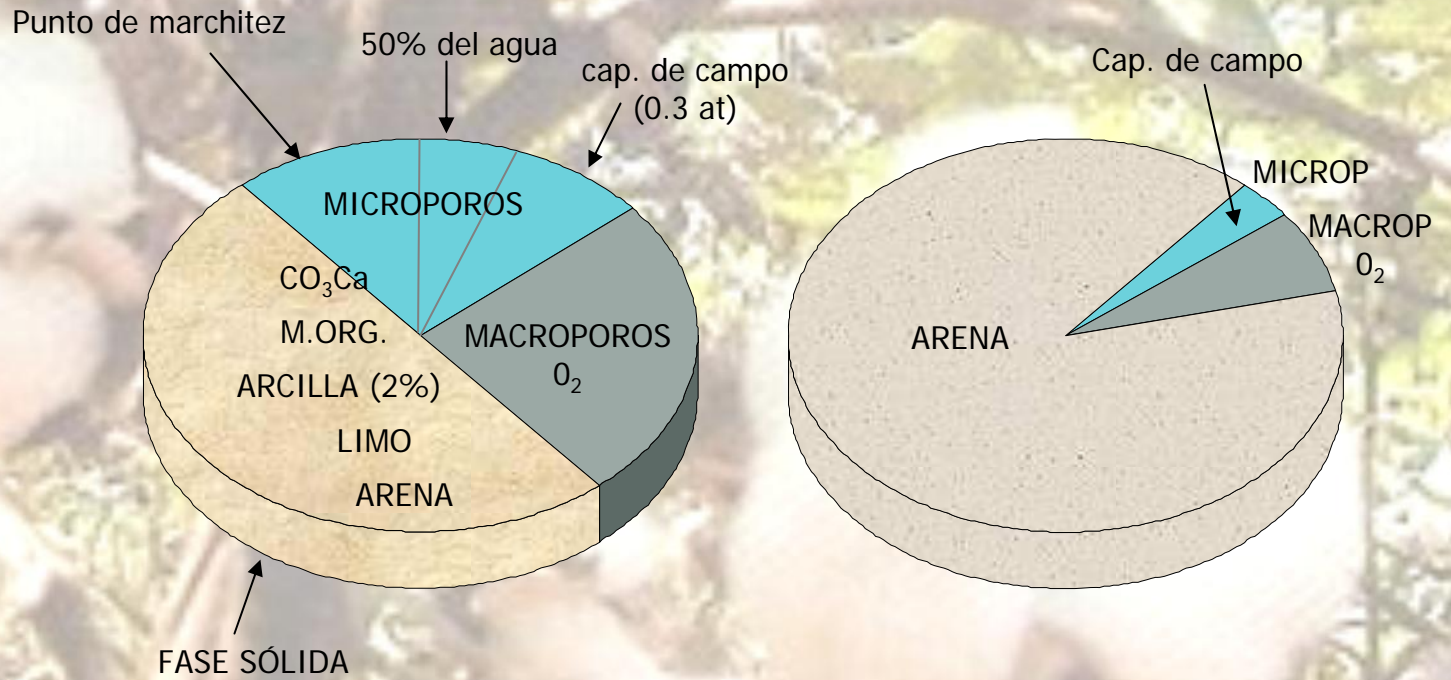 Punto de marchitez
50% del agua
cap. de campo
(0.3 at)
MICROPOROS
CO₃Ca
M.ORG.
ARCILLA (2%)
LIMO
ARENA
MACROPOROS
0₂
FASE SÓLIDA
Cap. de campo
MICROP
MACROP
0₂
ARENA